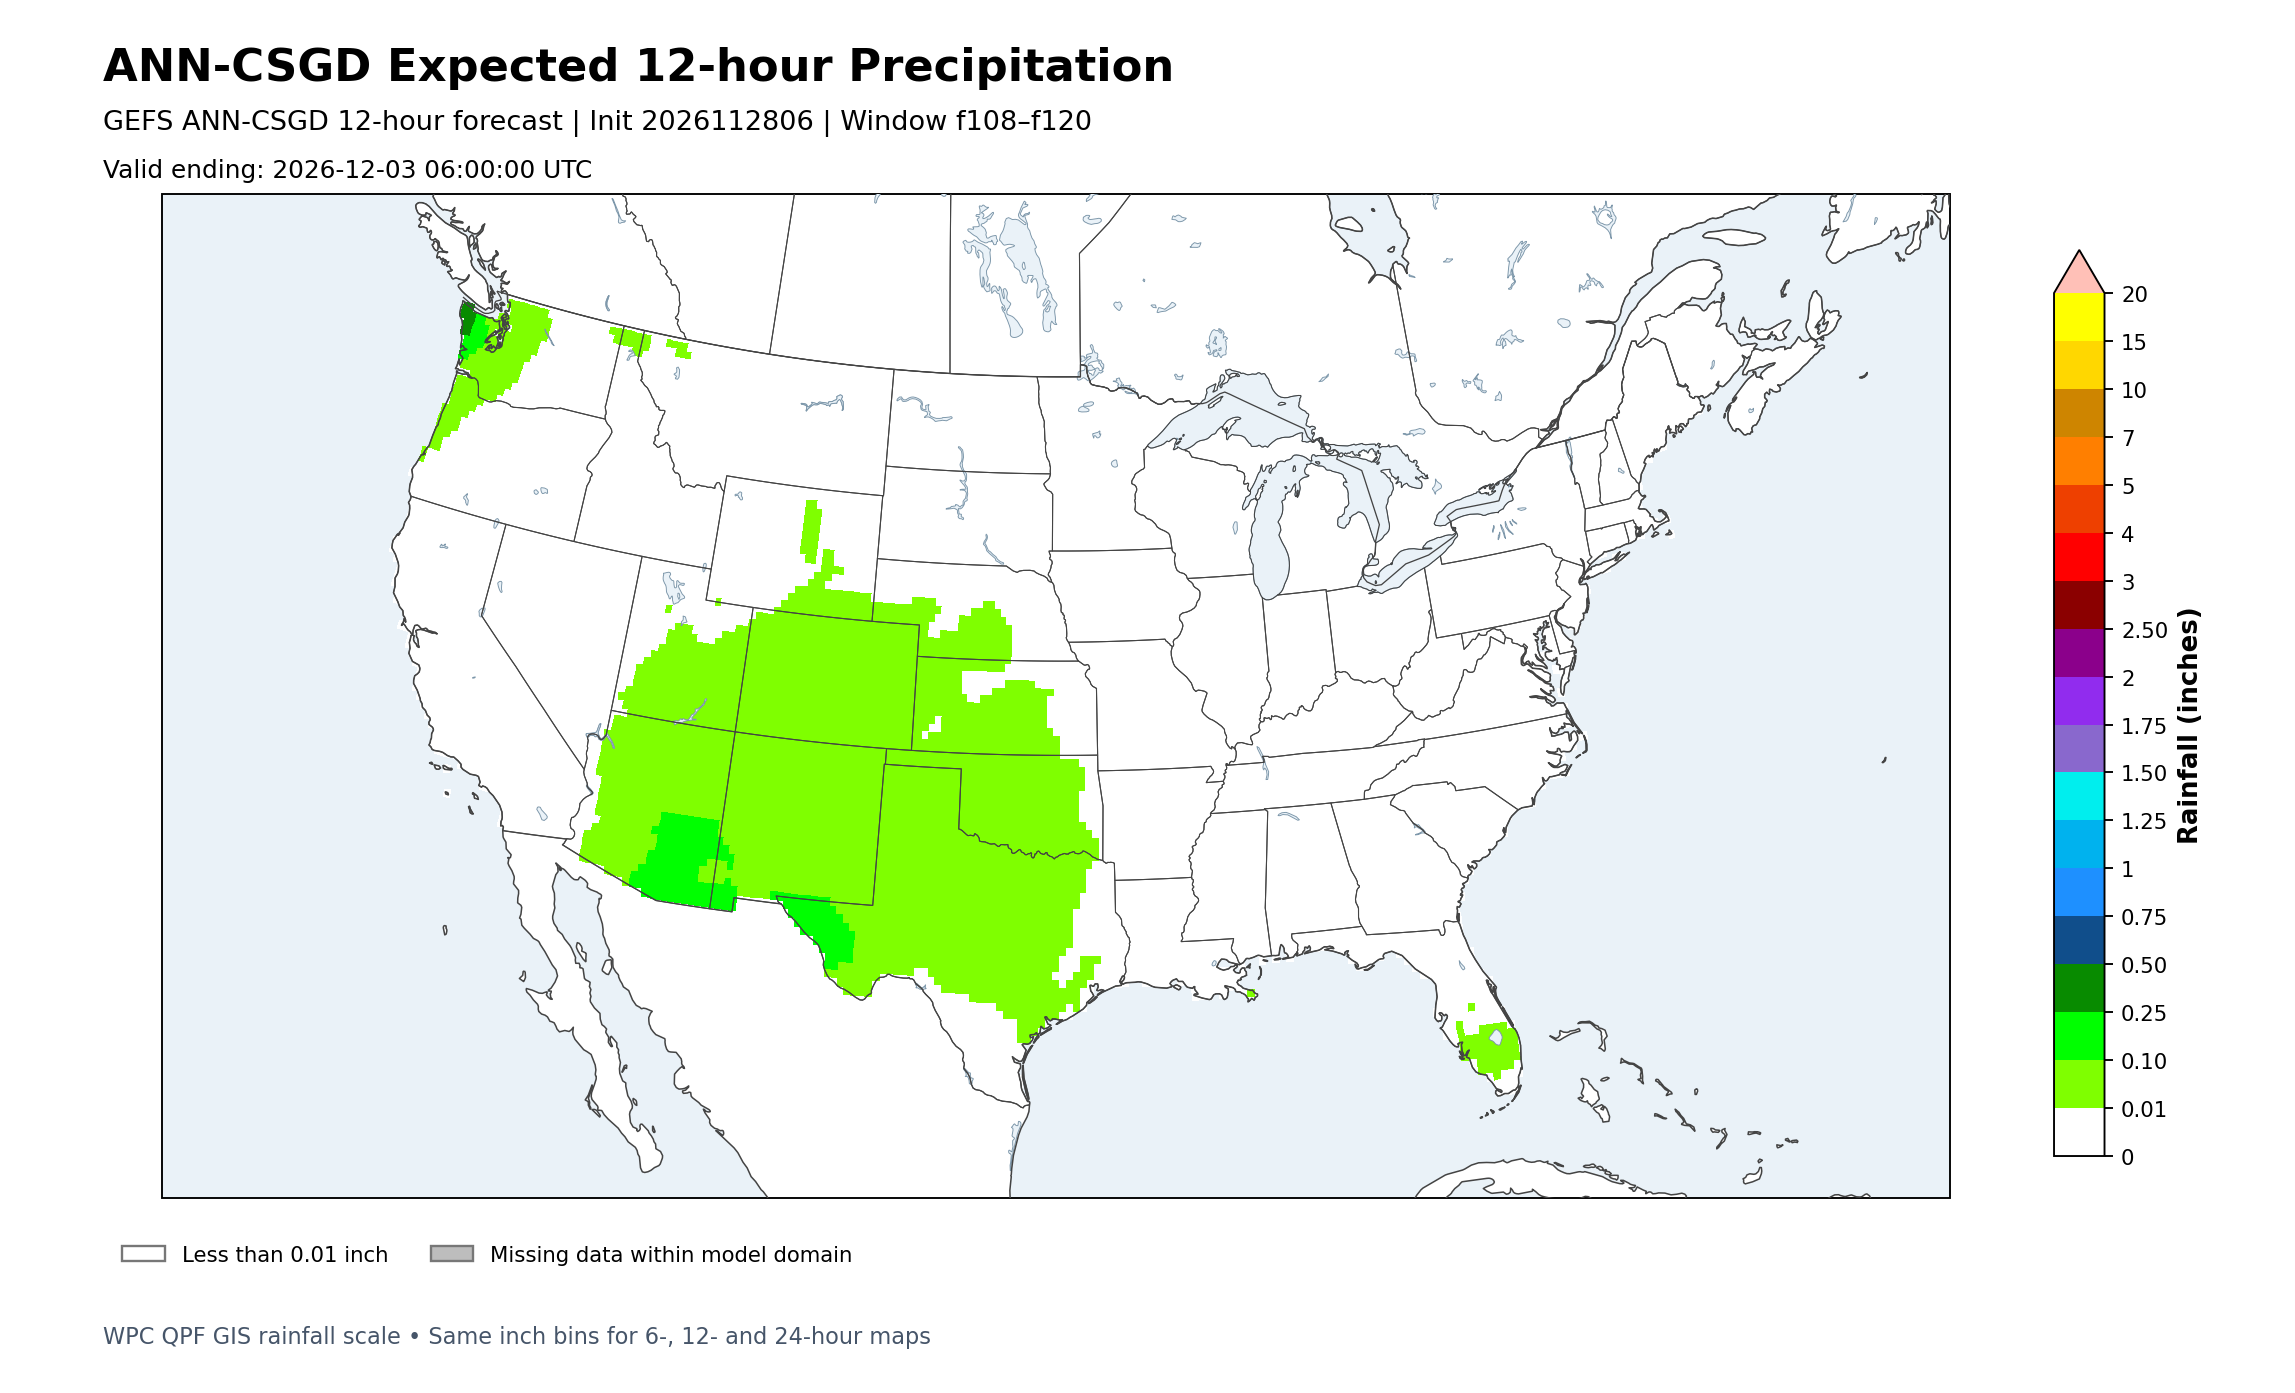 ANN-CSGD Expected 12-hour Precipitation
GEFS ANN-CSGD 12-hour forecast | Init 2026112806 | Window f108–f120
Valid ending: 2026-12-03 06:00:00 UTC
20
15
10
7
5
4
3
2.50
2
1.75
1.50
1.25
1
0.75
0.50
0.25
0.10
0.01
0
Rainfall (inches)
Less than 0.01 inch
Missing data within model domain
WPC QPF GIS rainfall scale • Same inch bins for 6-, 12- and 24-hour maps